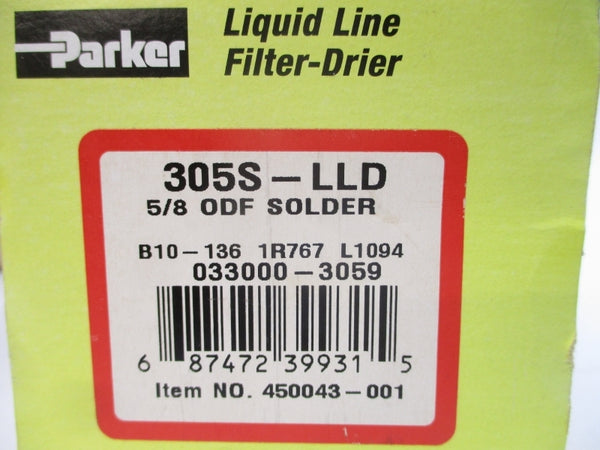 Parker
Liquid Line
Filter-Drier
305S-LLD
5/8 ODF SOLDER
B10-136 1R767 L1094
033000-3059
6 87472 39931 5
Item NO. 450043-001